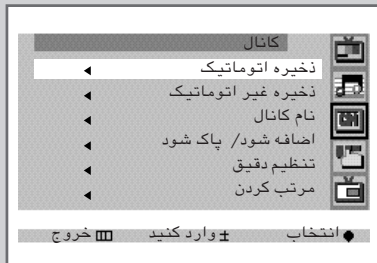 کانال
ذخیره اتوماتیک
ذخیره غیر اتوماتیک
نام کانال
اضافه شود/ پاک شود
تنظیم دقیق
مرتب کردن
انتخاب ± وارد کنید خروج